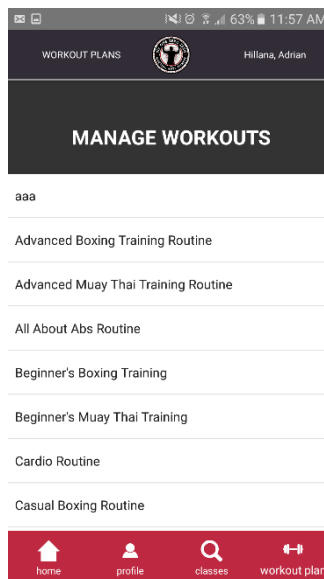 63% 11:57 AM
WORKOUT PLANS
Hillana, Adrian
MANAGE WORKOUTS
aaa
Advanced Boxing Training Routine
Advanced Muay Thai Training Routine
All About Abs Routine
Beginner's Boxing Training
Beginner's Muay Thai Training
Cardio Routine
Casual Boxing Routine
home profile classes workout plan